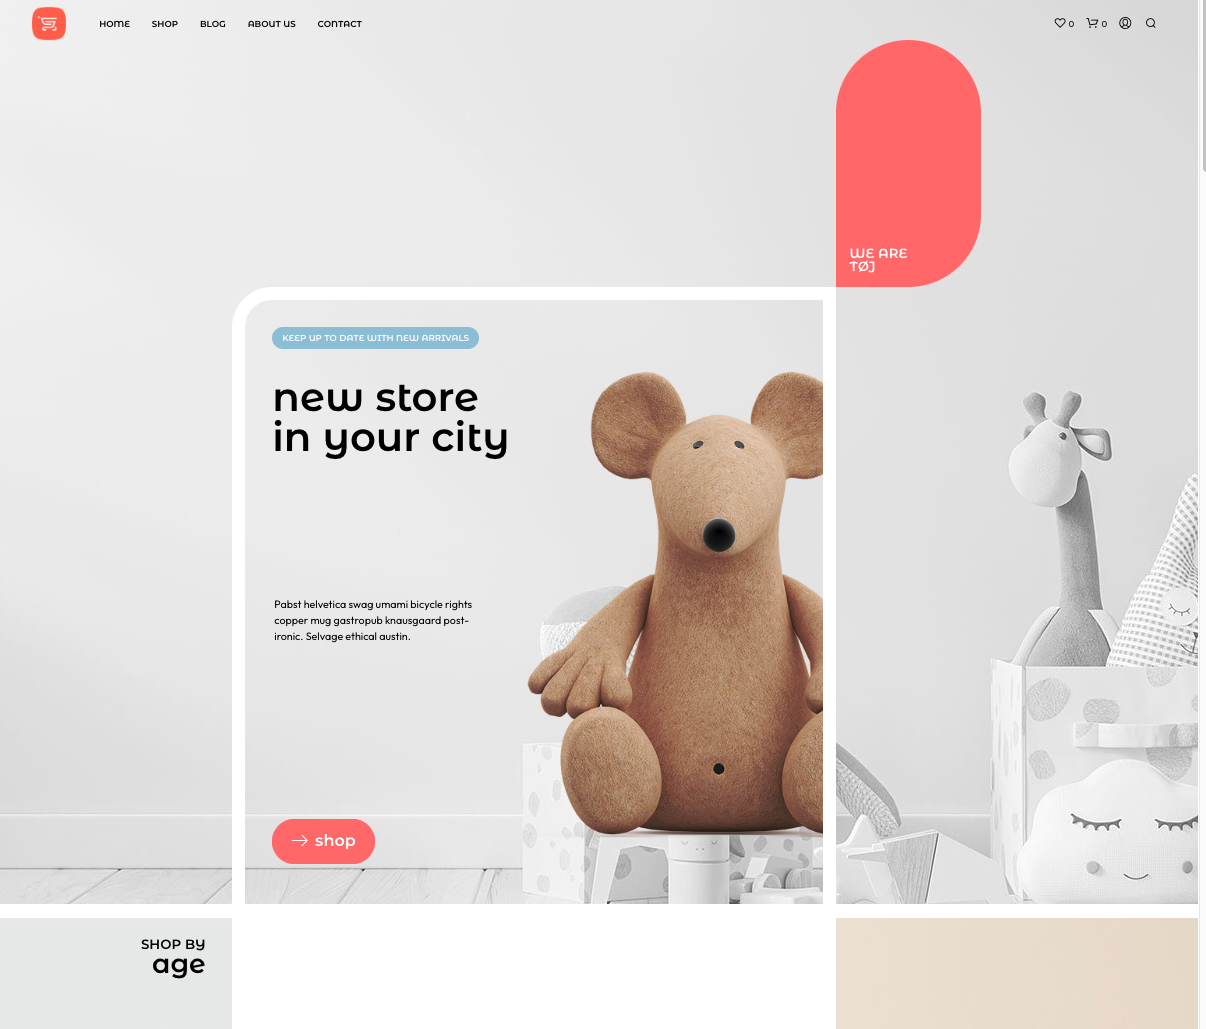 HOME SHOP BLOG ABOUT US CONTACT 0 0
WE ARE
TØJ
KEEP UP TO DATE WITH NEW ARRIVALS
new store
in your city
Pabst helvetica swag umami bicycle rights
copper mug gastropub knausgaard post-
ironic. Selvage ethical austin.
shop
SHOP BY
age